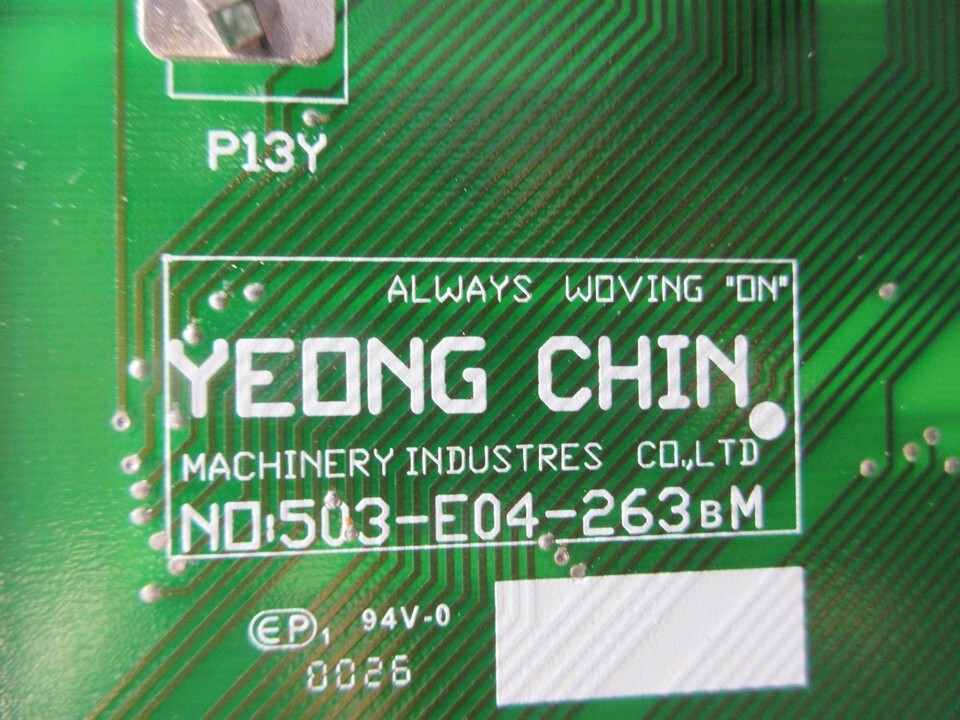 P13Y
ALWAYS WOVING "ON"
YEONG CHIN.
MACHINERY INDUSTRES CO.,LTD
NO:503-E04-263BM
EP1 94V-0
0026